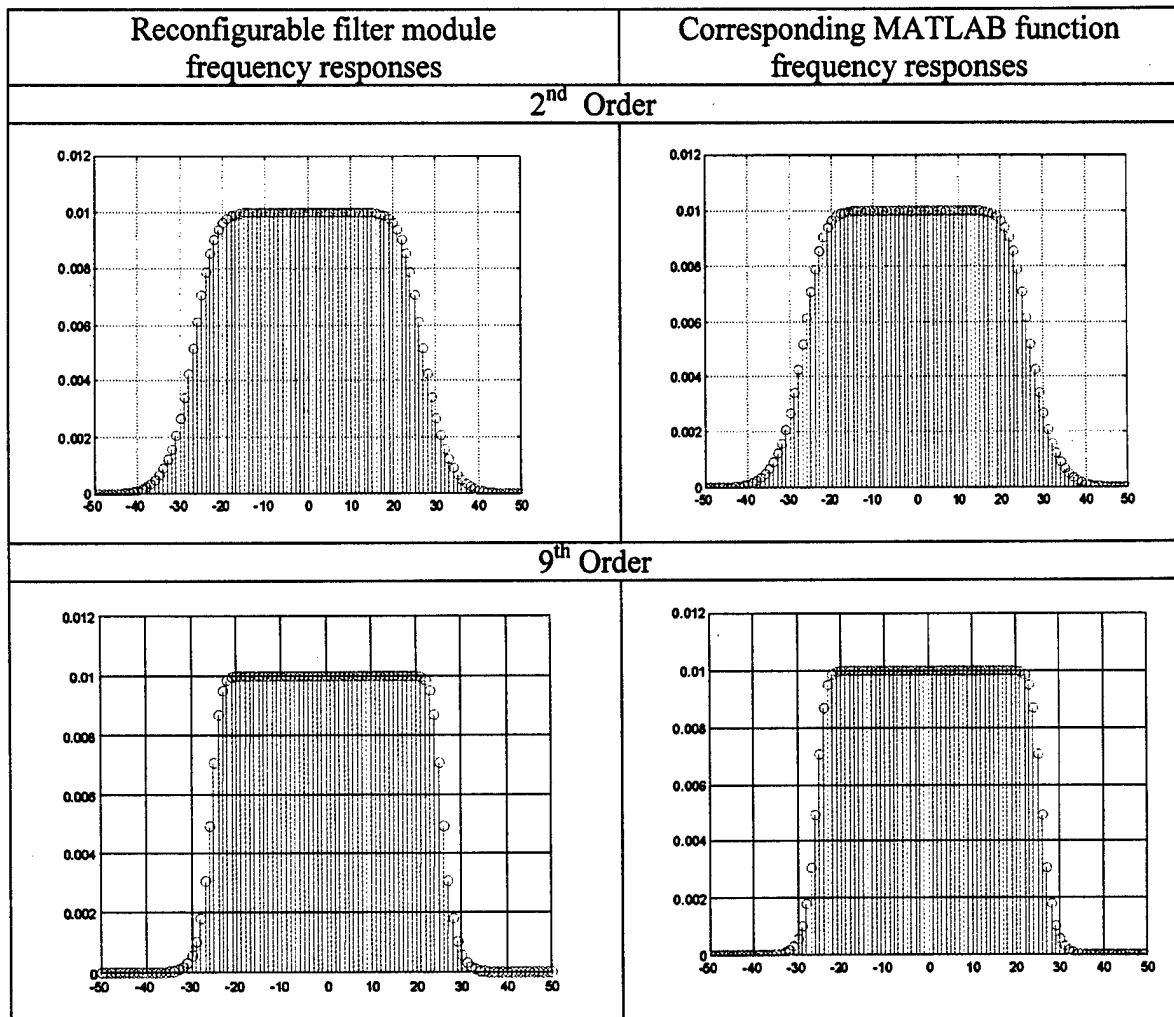 Reconfigurable filter module
frequency responses
Corresponding MATLAB function
frequency responses
2nd Order
0.012
0.01
0.008
0.006
0.004
0.002
0
-50 -40 -30 -20 -10 0 10 20 30 40 50
0.012
0.01
0.008
0.006
0.004
0.002
0
-50 -40 -30 -20 -10 0 10 20 30 40 50
9th Order
0.012
0.01
0.008
0.006
0.004
0.002
0
-50 -40 -30 -20 -10 0 10 20 30 40 50
0.012
0.01
0.008
0.006
0.004
0.002
0
-50 -40 -30 -20 -10 0 10 20 30 40 50